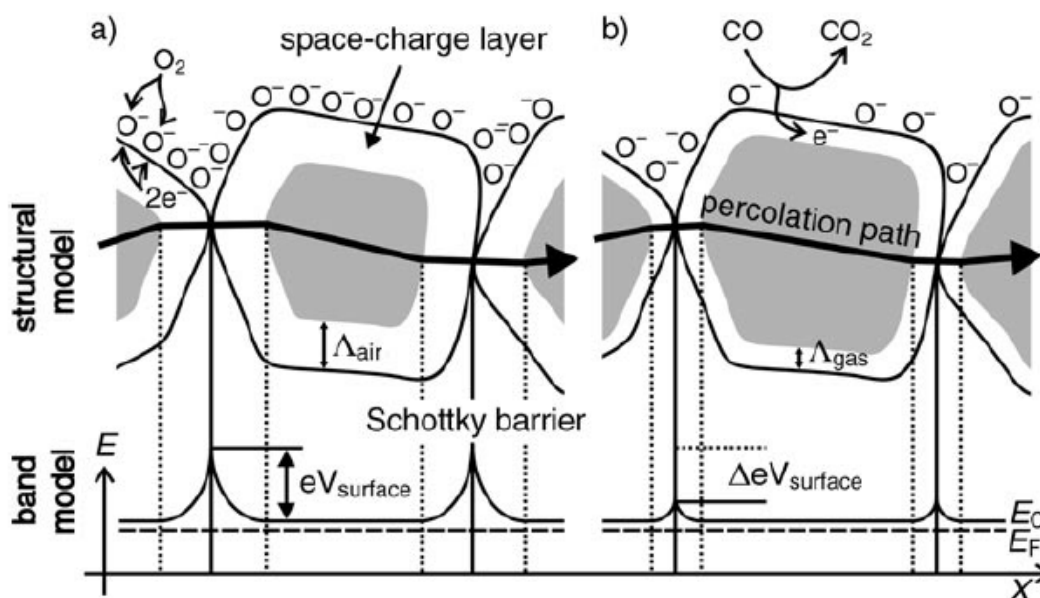 a)
space-charge layer
O₂
O⁻ O⁻ O⁻ O⁻ O⁻ O⁻ O⁻
⁻O
O⁻
O⁻
⁻O
O⁻
O⁻
O⁻
⁻O
O⁻
O⁻
O⁻
2e⁻
Λair
b)
CO
CO₂
O⁻
O⁻
O⁻
⁻O
O⁻
⁻O
O⁻
O⁻
O⁻
e⁻
percolation path
Λgas
structural
model
Schottky barrier
E
eVsurface
ΔeVsurface
band
model
EC
EF
x